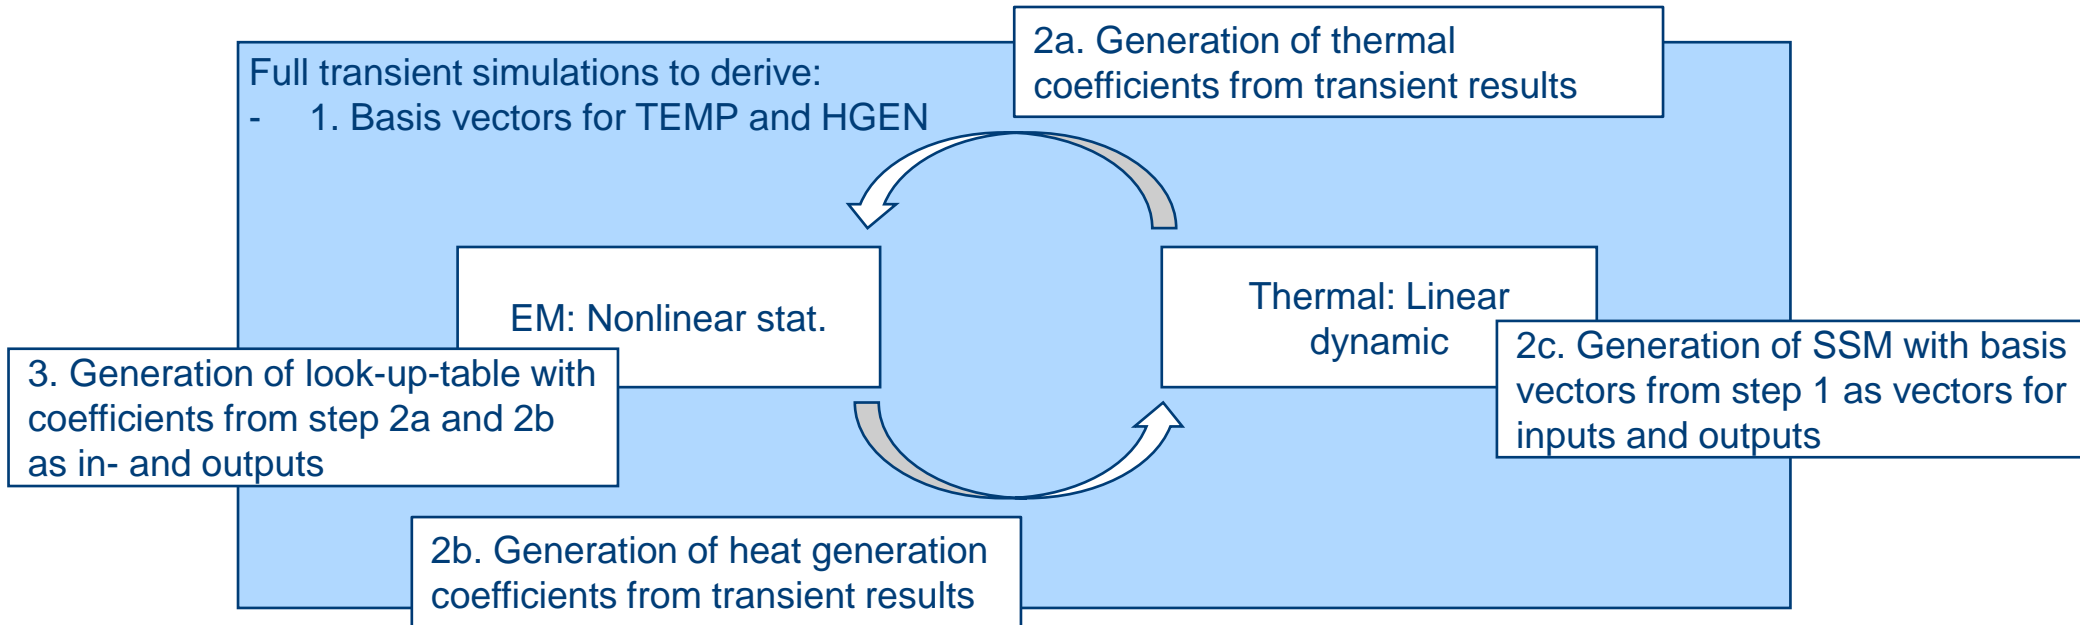 2a. Generation of thermal
coefficients from transient results
Full transient simulations to derive:
- 1. Basis vectors for TEMP and HGEN
EM: Nonlinear stat.
Thermal: Linear
dynamic
3. Generation of look-up-table with
coefficients from step 2a and 2b
as in- and outputs
2c. Generation of SSM with basis
vectors from step 1 as vectors for
inputs and outputs
2b. Generation of heat generation
coefficients from transient results